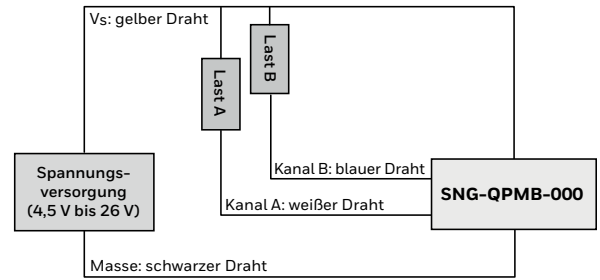 Vs: gelber Draht
Last A
Last B
Kanal B: blauer Draht
Spannungs-
versorgung
(4,5 V bis 26 V)
SNG-QPMB-000
Kanal A: weißer Draht
Masse: schwarzer Draht